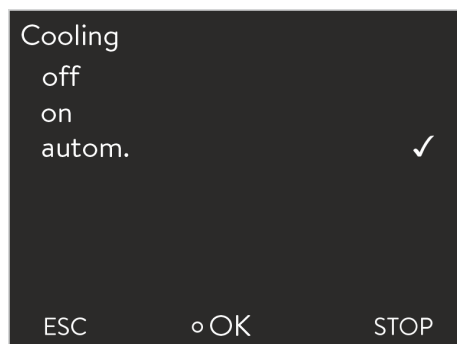 Cooling
off
on
autom. ✓
ESC ○ OK STOP